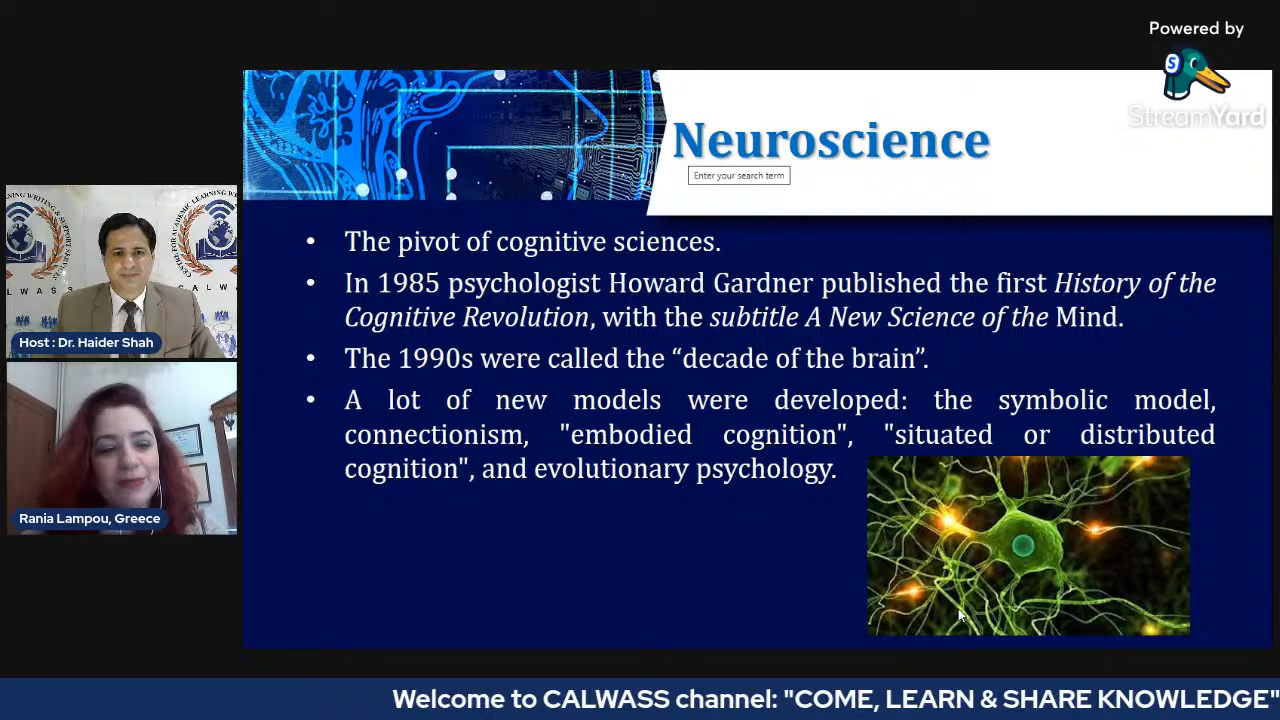 Powered by
StreamYard
Neuroscience
Enter your search term
• The pivot of cognitive sciences.
• In 1985 psychologist Howard Gardner published the first History of the
Cognitive Revolution, with the subtitle A New Science of the Mind.
• The 1990s were called the “decade of the brain”.
• A lot of new models were developed: the symbolic model,
connectionism, "embodied cognition", "situated or distributed
cognition", and evolutionary psychology.
Host : Dr. Haider Shah
Rania Lampou, Greece
Welcome to CALWASS channel: "COME, LEARN & SHARE KNOWLEDGE"